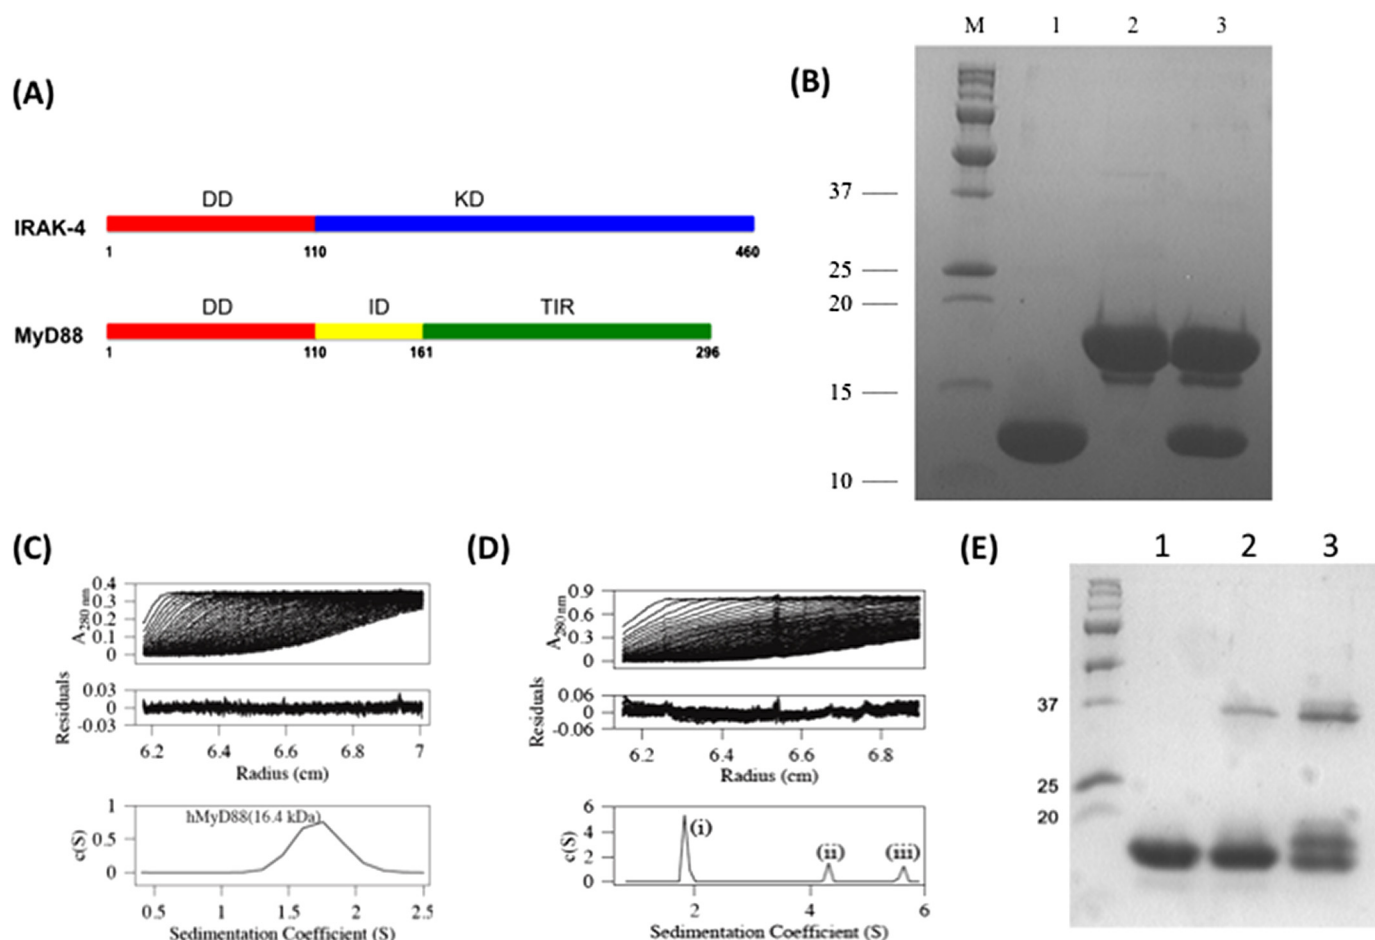 (A)
DD KD
IRAK-4
1 110 460
DD ID TIR
MyD88
1 110 161 296
(B)
M 1 2 3
37
25
20
15
10
(C)
A280 nm
0.4
0.3
0.2
0.1
0
Residuals
0.03
0
-0.03
6.2 6.4 6.6 6.8 7
Radius (cm)
c(S)
1
0.5
0
hMyD88(16.4 kDa)
0.5 1 1.5 2 2.5
Sedimentation Coefficient (S)
(D)
A280 nm
0.9
0.6
0.3
0
Residuals
0.06
0
-0.06
6.2 6.4 6.6 6.8
Radius (cm)
c(S)
6
4
2
0
(i) (ii) (iii)
2 4 6
Sedimentation Coefficient (S)
(E)
1 2 3
37
25
20